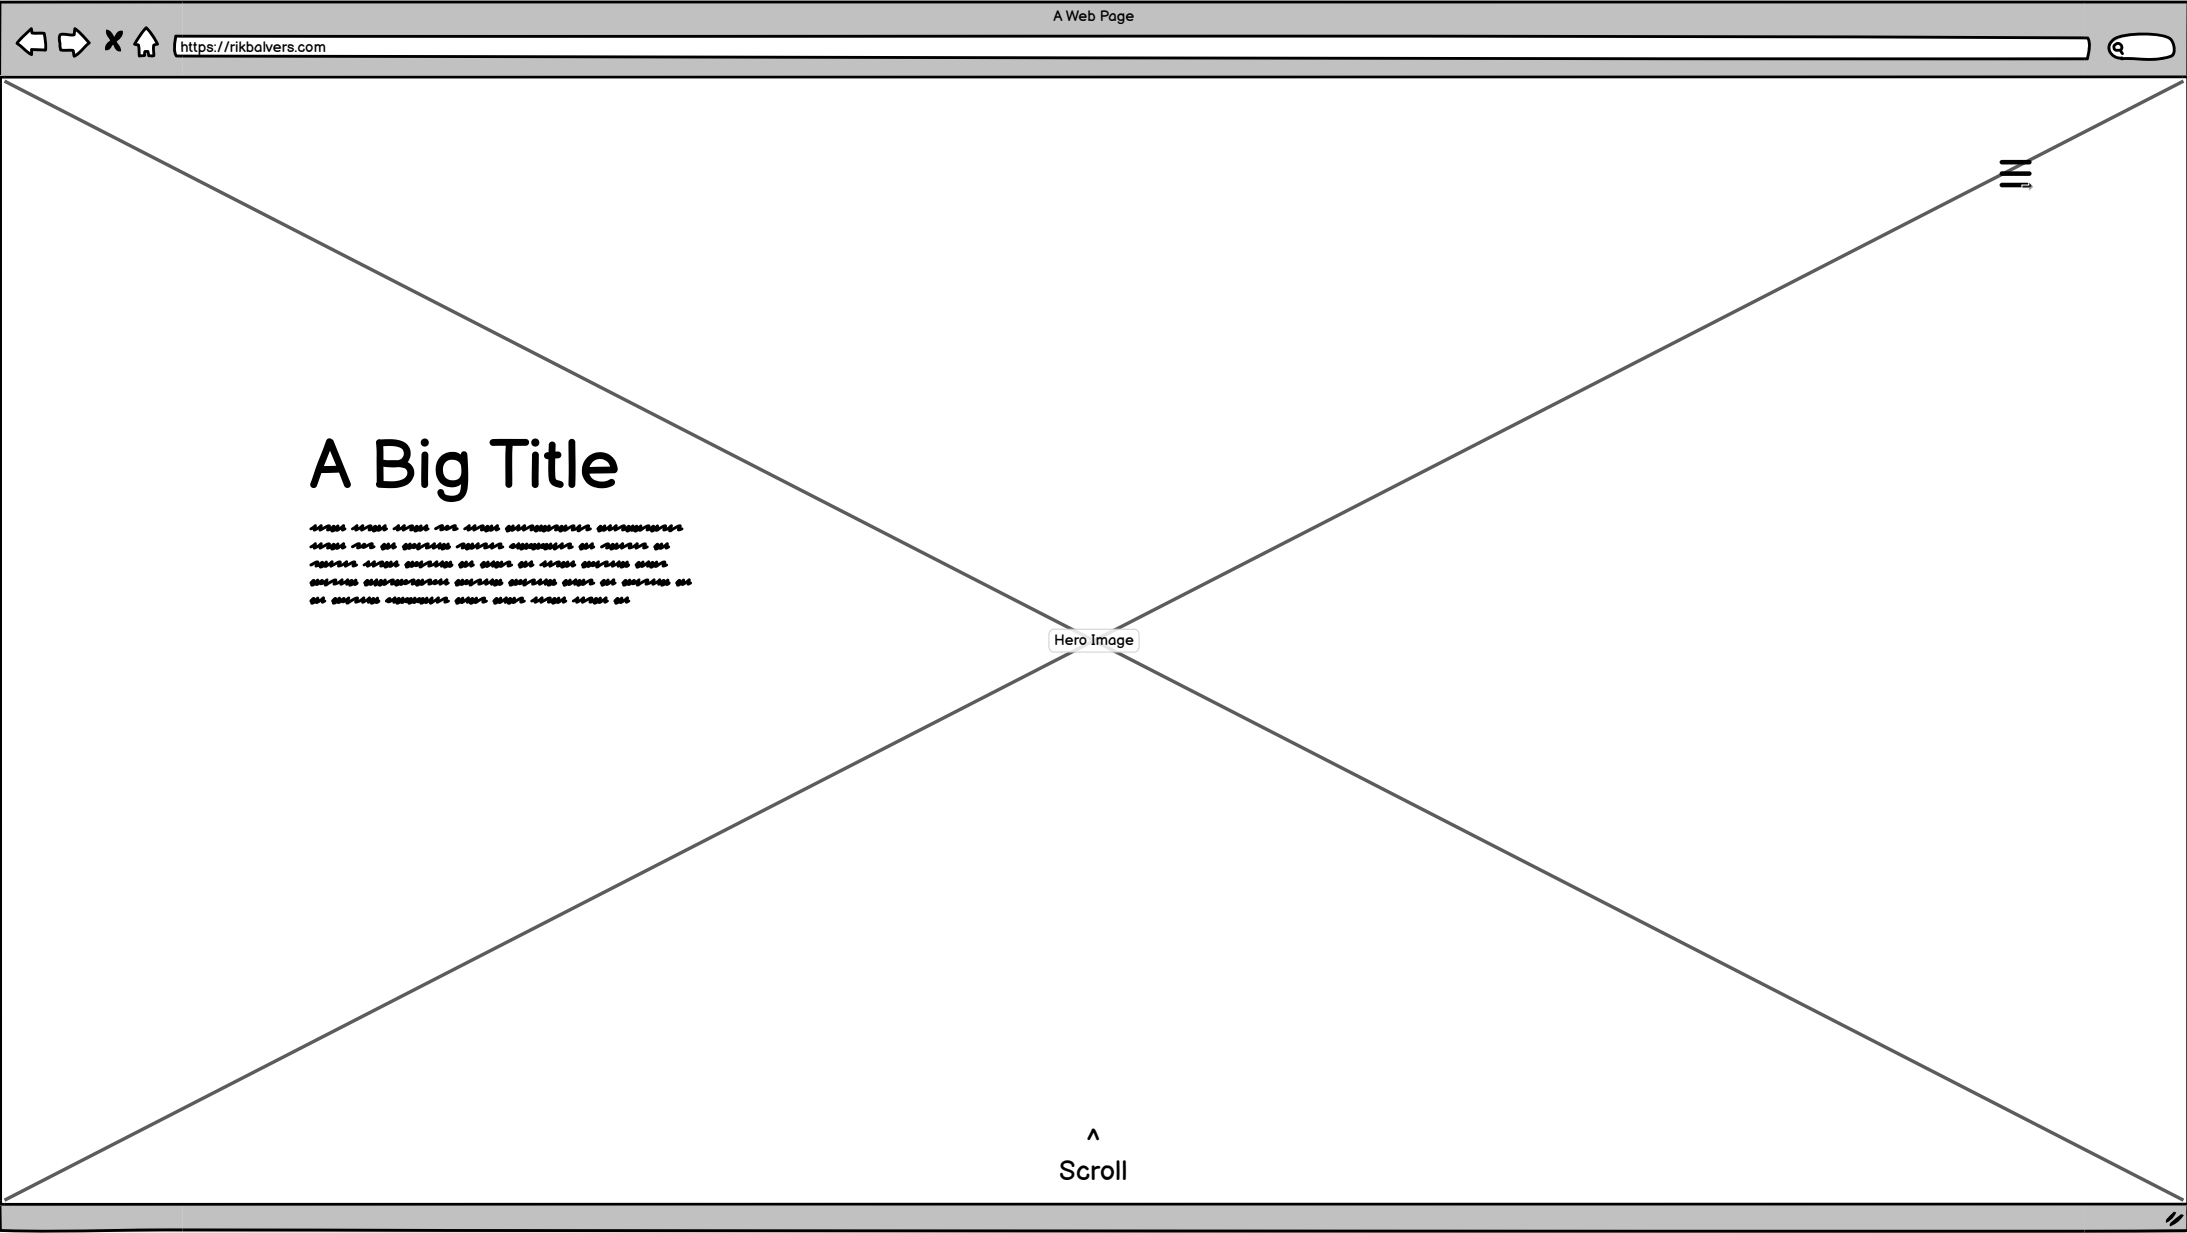 A Web Page
https://rikbalvers.com
A Big Title
Hero Image
^
Scroll